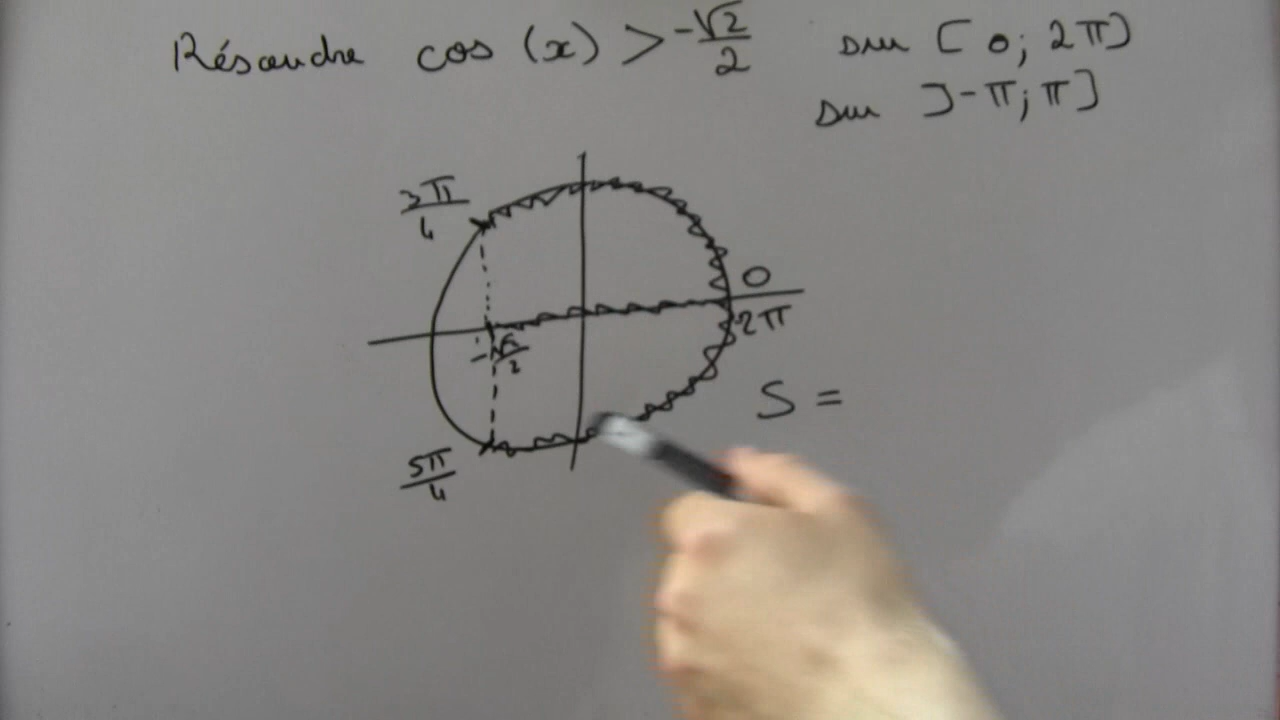 Résoudre cos (x) > -√2/2 sur [0; 2π]
sur ]-π; π]
3π/4
0
2π
-√2/2
S =
5π/4